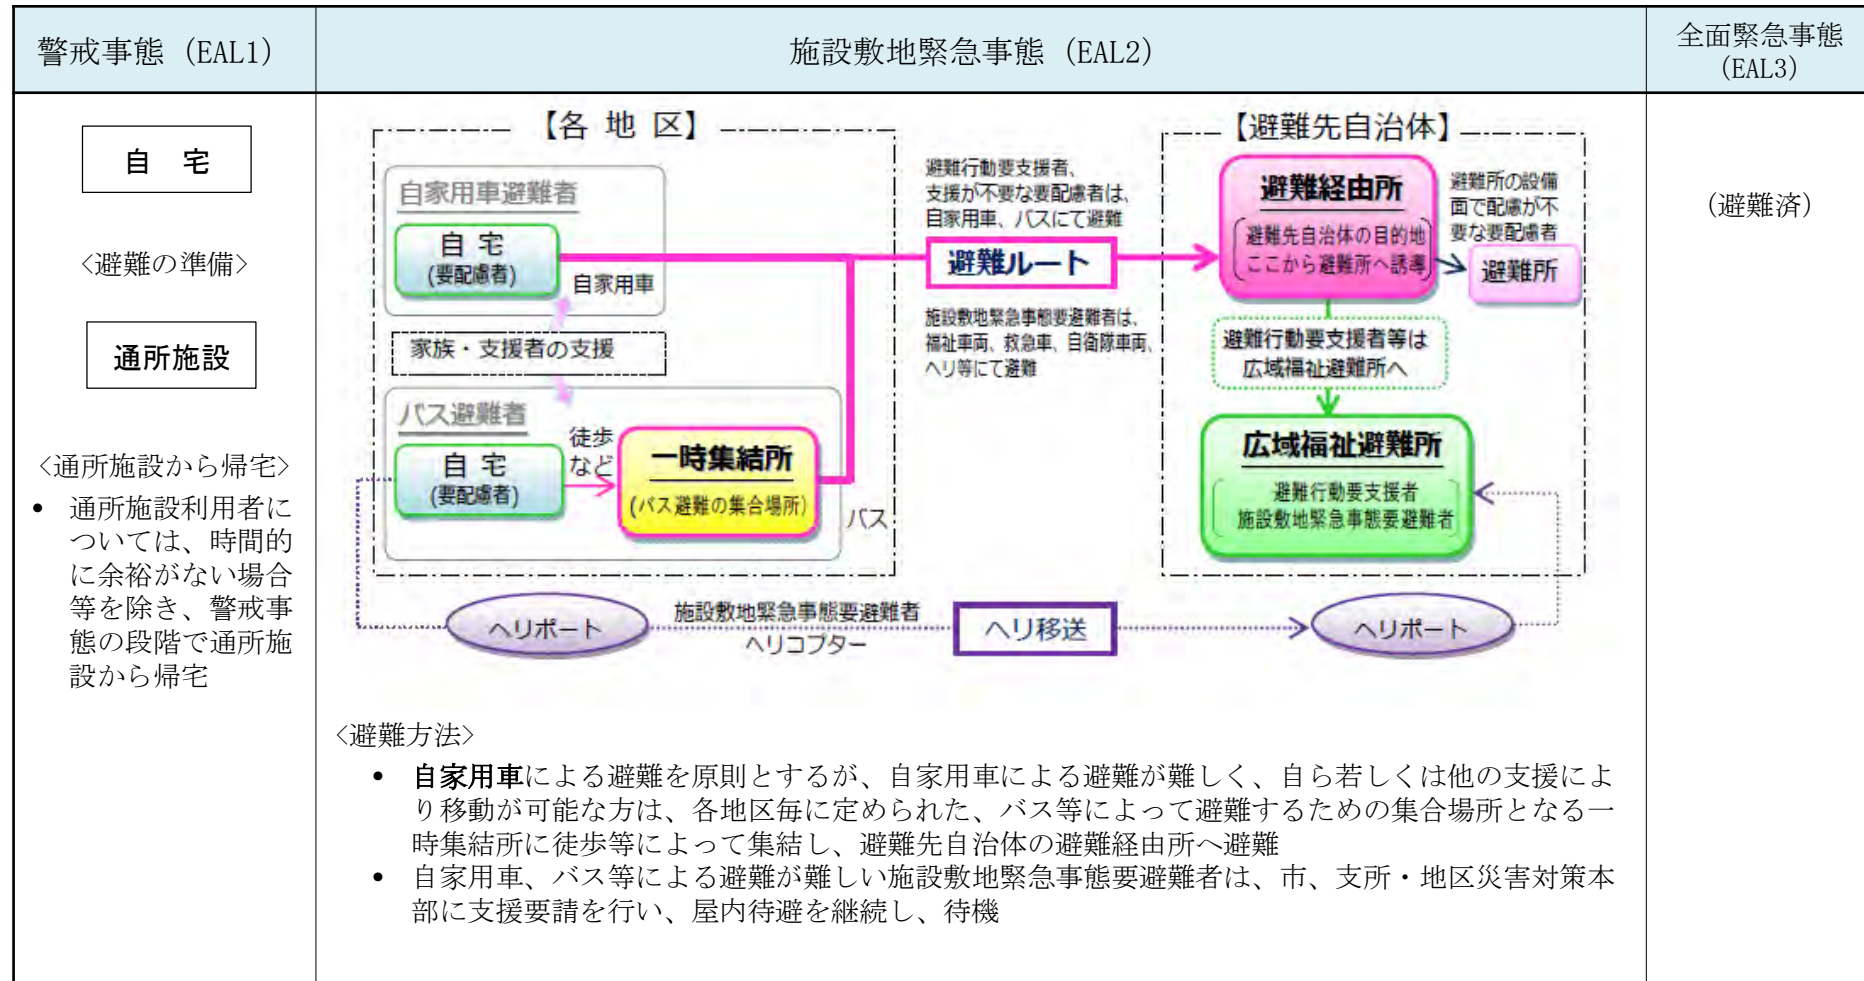 警戒事態（EAL1）
施設敷地緊急事態（EAL2）
全面緊急事態
（EAL3）
自　宅
<避難の準備>
通所施設
<通所施設から帰宅>
• 通所施設利用者に
ついては、時間的
に余裕がない場合
等を除き、警戒事
態の段階で通所施
設から帰宅
【各 地 区】
自家用車避難者
自 宅
(要配慮者)
自家用車
家族・支援者の支援
バス避難者
自 宅
(要配慮者)
徒歩
など
一時集結所
(バス避難の集合場所)
バス
避難行動要支援者、
支援が不要な要配慮者は、
自家用車、バスにて避難
避難ルート
施設敷地緊急事態要避難者は、
福祉車両、救急車、自衛隊車両、
ヘリ等にて避難
【避難先自治体】
避難経由所
避難先自治体の目的地
ここから避難所へ誘導
避難所の設備
面で配慮が不
要な要配慮者
避難所
避難行動要支援者等は
広域福祉避難所へ
広域福祉避難所
避難行動要支援者
施設敷地緊急事態要避難者
ヘリポート
施設敷地緊急事態要避難者
ヘリコプター
ヘリ移送
ヘリポート
<避難方法>
• 自家用車による避難を原則とするが、自家用車による避難が難しく、自ら若しくは他の支援によ
り移動が可能な方は、各地区毎に定められた、バス等によって避難するための集合場所となる一
時集結所に徒歩等によって集結し、避難先自治体の避難経由所へ避難
• 自家用車、バス等による避難が難しい施設敷地緊急事態要避難者は、市、支所・地区災害対策本
部に支援要請を行い、屋内待避を継続し、待機
（避難済）